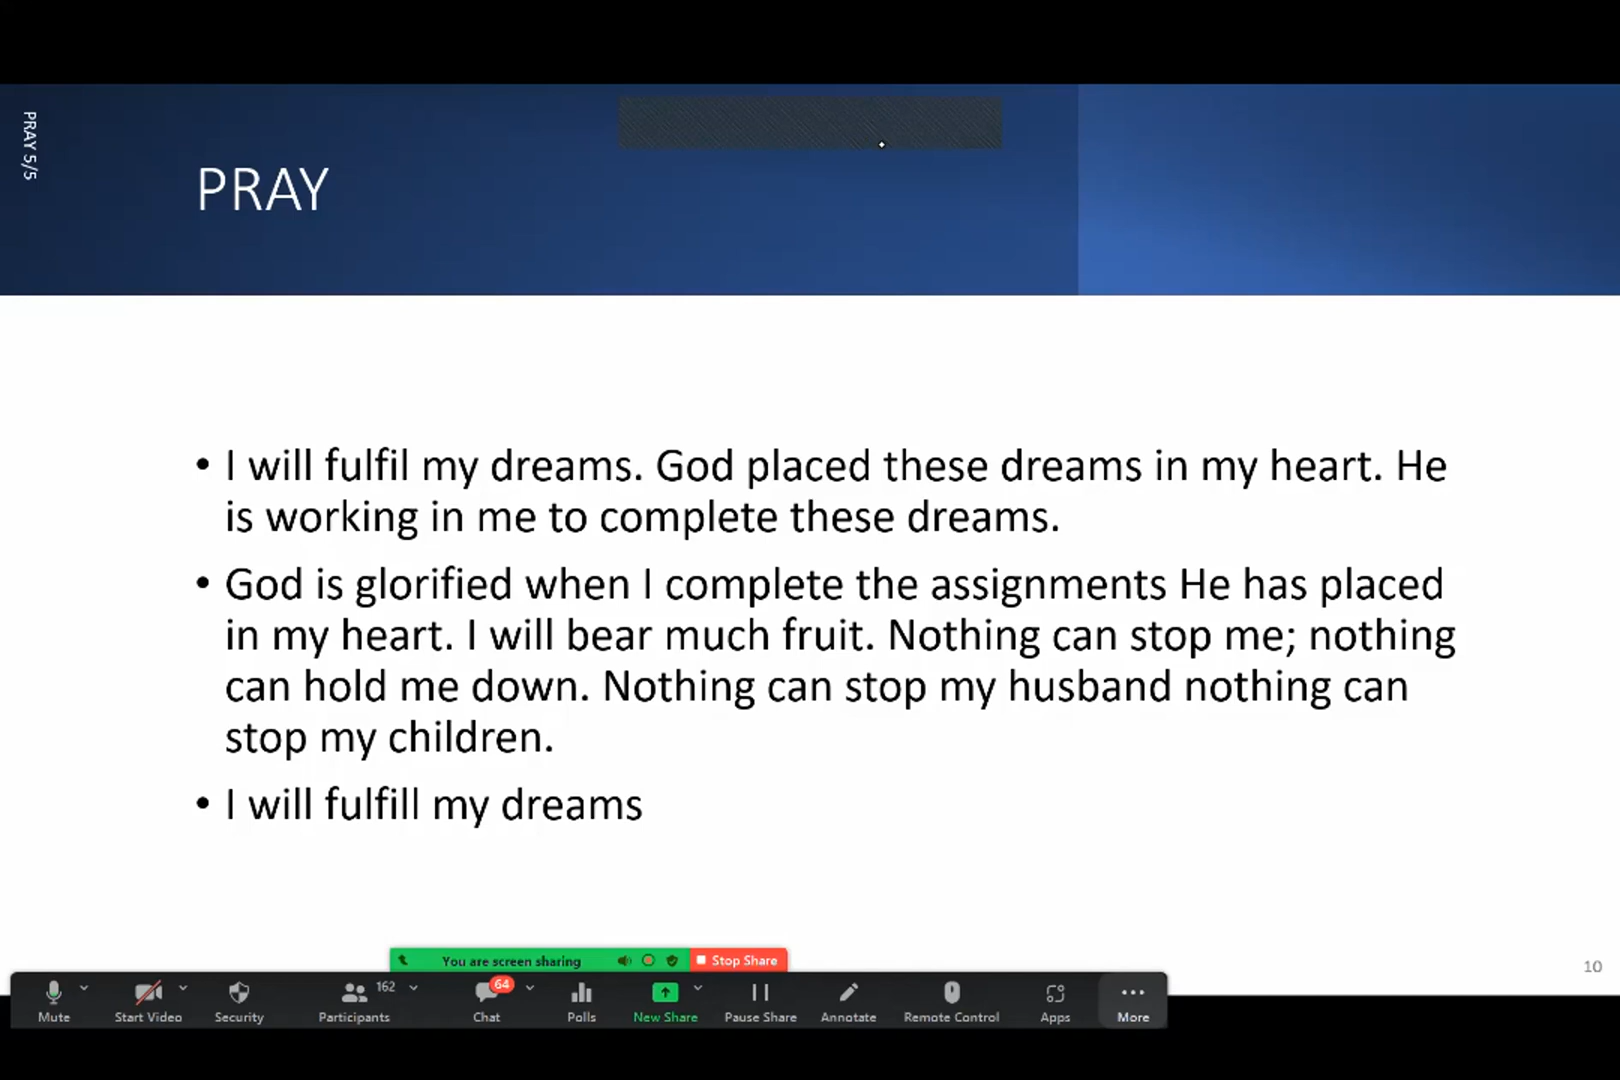 PRAY 5/5
PRAY
• I will fulfil my dreams. God placed these dreams in my heart. He
is working in me to complete these dreams.
• God is glorified when I complete the assignments He has placed
in my heart. I will bear much fruit. Nothing can stop me; nothing
can hold me down. Nothing can stop my husband nothing can
stop my children.
• I will fulfill my dreams
10
You are screen sharing
Stop Share
Mute
Start Video
Security
162
Participants
64
Chat
Polls
New Share
Pause Share
Annotate
Remote Control
Apps
More